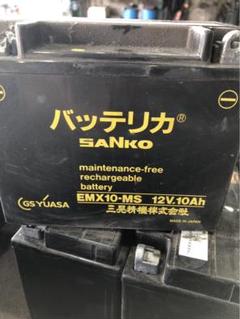 バッテリカ®
SANKO
maintenance-free
rechargeable
battery
EMX10-MS 12V,10Ah
GS YUASA
三晃精機株式会社
MADE IN JAPAN